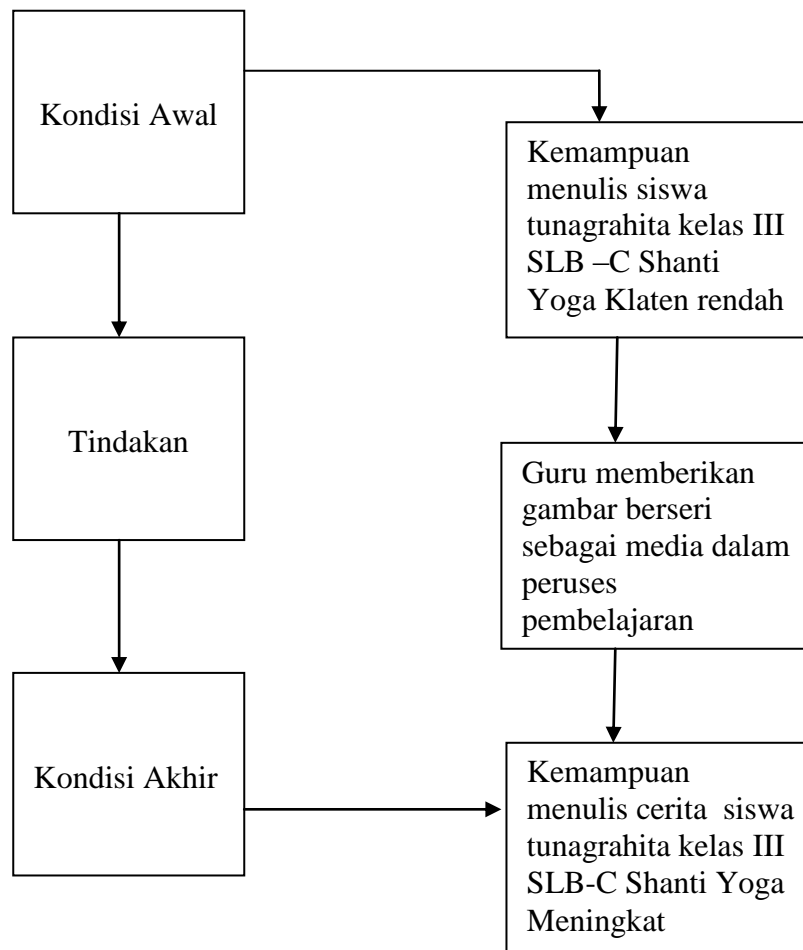 Kondisi Awal
Kemampuan
menulis siswa
tunagrahita kelas III
SLB –C Shanti
Yoga Klaten rendah
Tindakan
Guru memberikan
gambar berseri
sebagai media dalam
peruses
pembelajaran
Kondisi Akhir
Kemampuan
menulis cerita siswa
tunagrahita kelas III
SLB-C Shanti Yoga
Meningkat